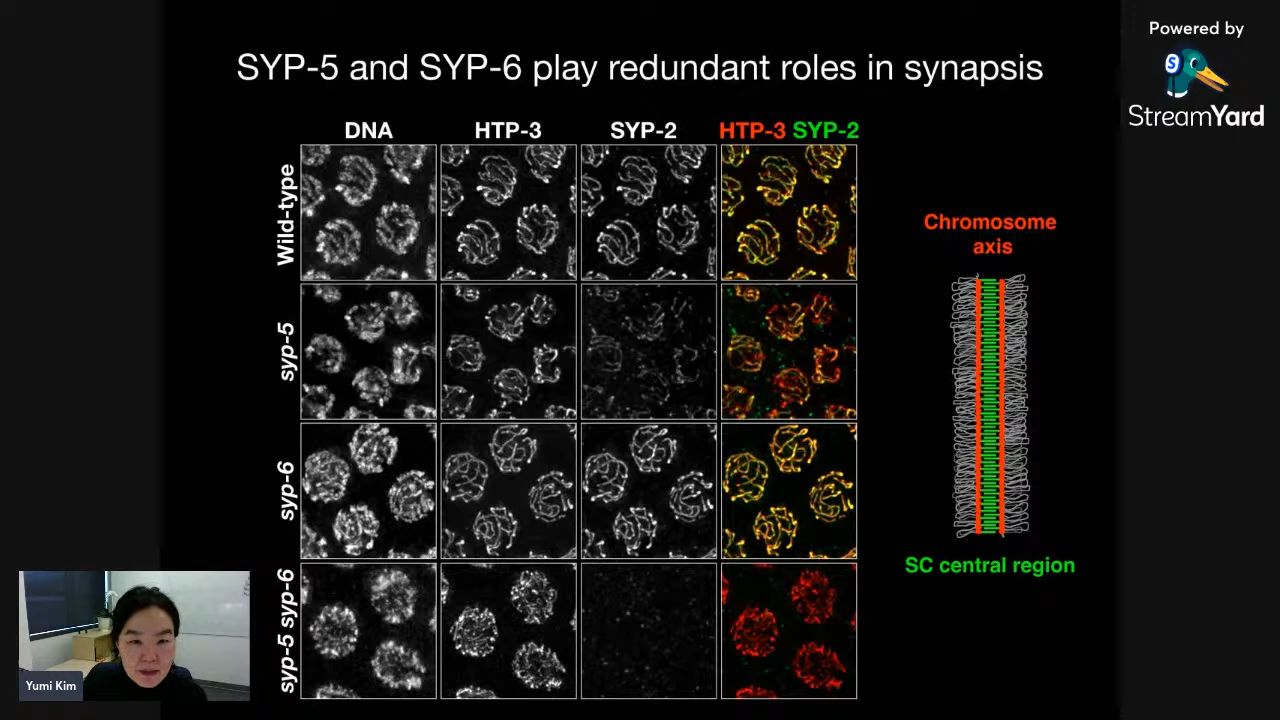 Powered by
StreamYard
SYP-5 and SYP-6 play redundant roles in synapsis
DNA
HTP-3
SYP-2
HTP-3 SYP-2
Wild-type
syp-5
syp-6
syp-5 syp-6
Chromosome
axis
SC central region
Yumi Kim
S